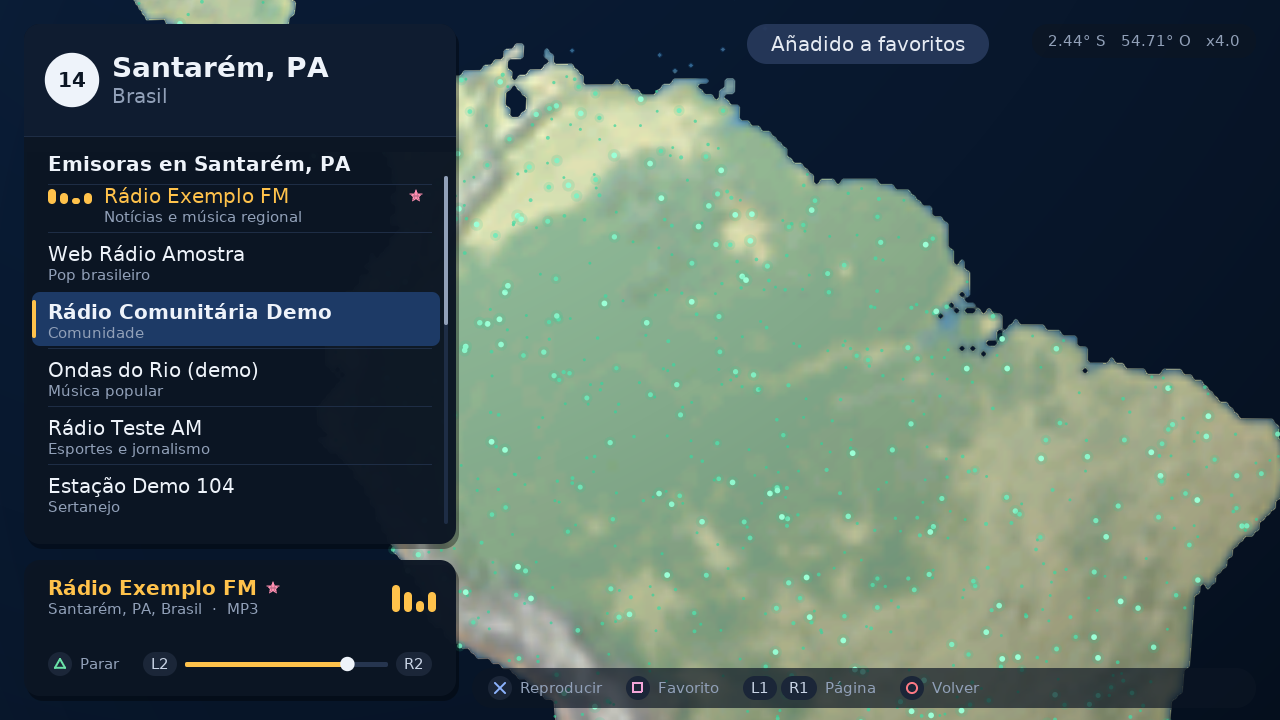 14
Santarém, PA
Brasil
Emisoras en Santarém, PA
Rádio Exemplo FM
Notícias e música regional
Web Rádio Amostra
Pop brasileiro
Rádio Comunitária Demo
Comunidade
Ondas do Rio (demo)
Música popular
Rádio Teste AM
Esportes e jornalismo
Estação Demo 104
Sertanejo
Rádio Exemplo FM
Santarém, PA, Brasil · MP3
Parar L2 R2
Añadido a favoritos
2.44° S 54.71° O x4.0
Reproducir Favorito L1 R1 Página Volver